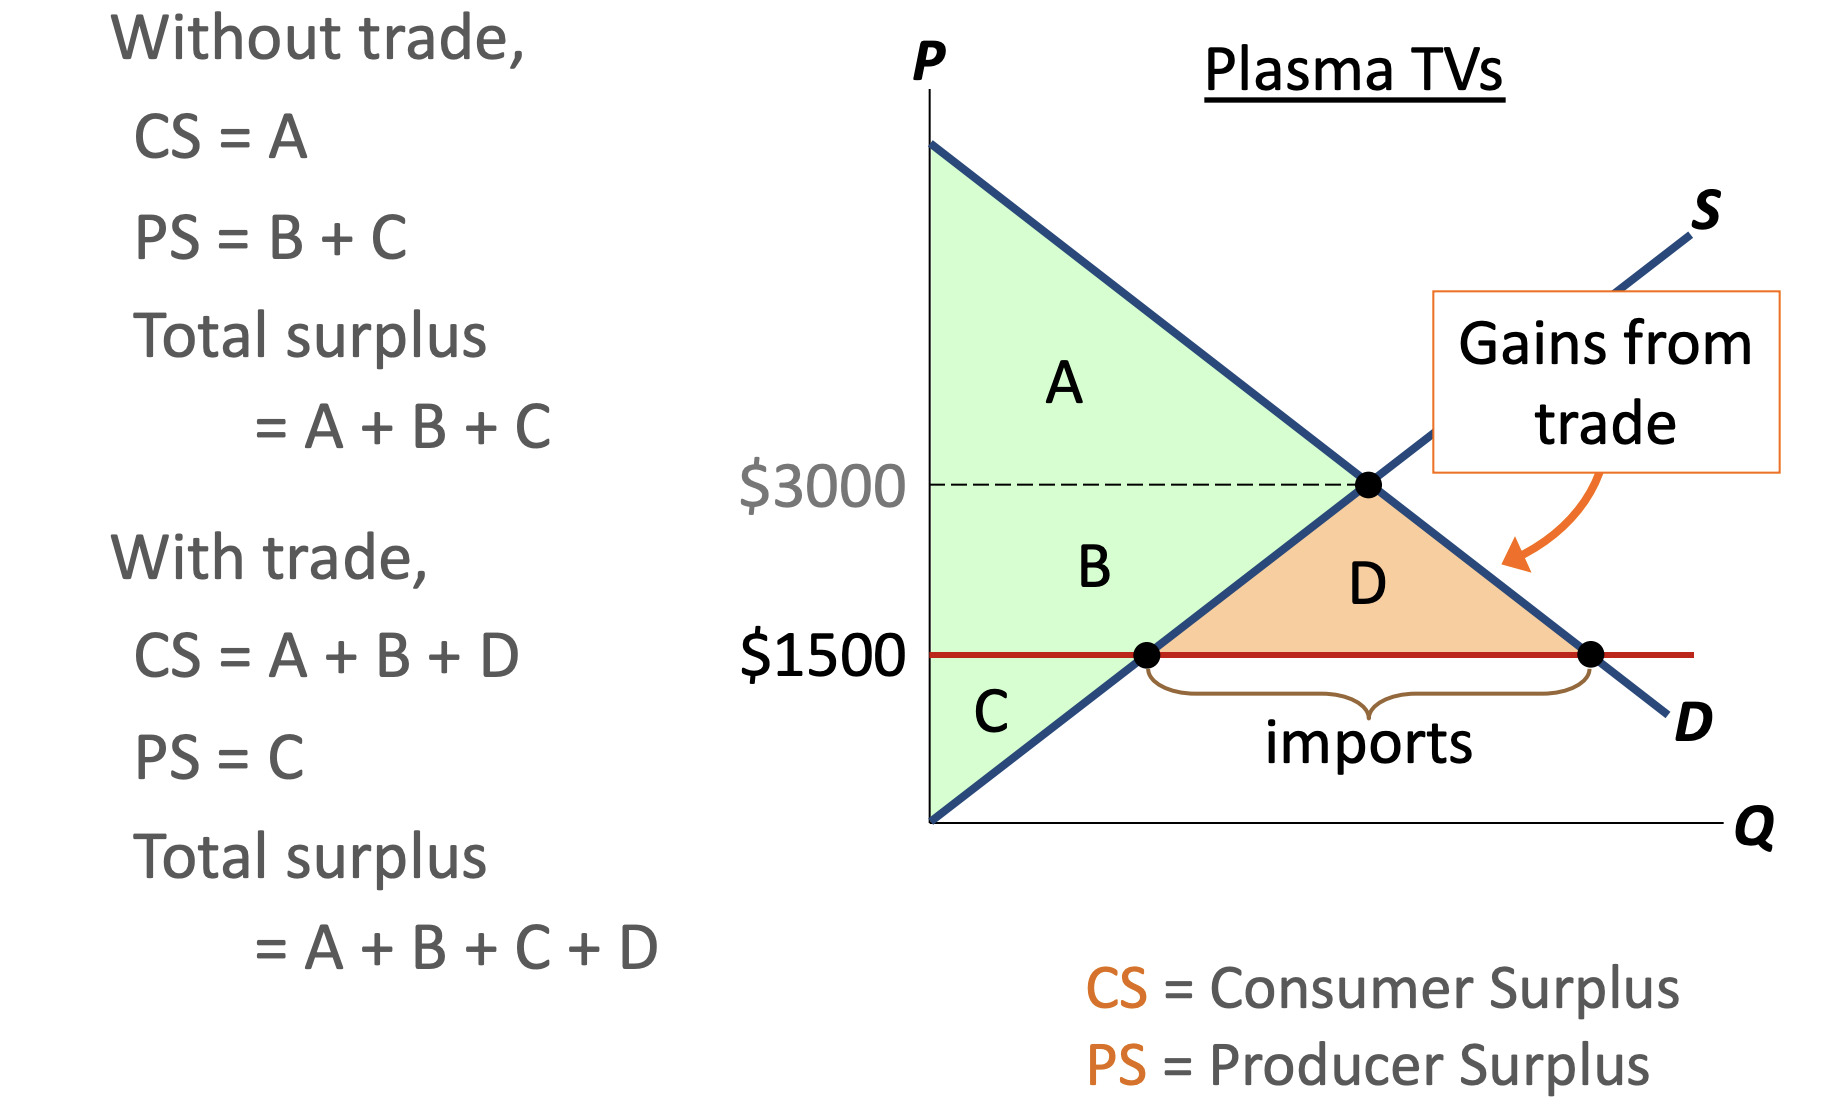 Without trade,
CS = A
PS = B + C
Total surplus
= A + B + C
With trade,
CS = A + B + D
PS = C
Total surplus
= A + B + C + D
Plasma TVs
P
S
Gains from
trade
A
$3000
B
D
$1500
C
imports
D
Q
CS = Consumer Surplus
PS = Producer Surplus